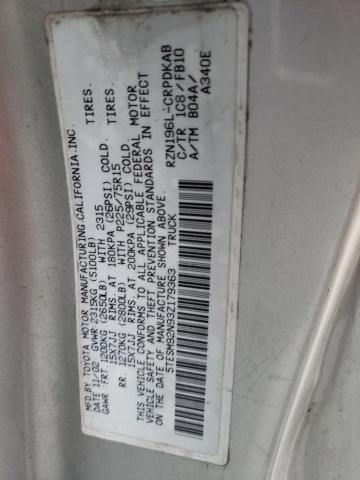 MFD BY TOYOTA MOTOR MANUFACTURING CALIFORNIA, INC.
DATE 11/02 GVWR 2315KG (5100LB)
GAWR FRT 1200KG (2650LB) WITH 2315 TIRES.
15X7JJ RIMS, AT 180KPA (26PSI) COLD.
RR. 1270KG (2800LB) WITH P225/75R15 TIRES.
15X7JJ RIMS, AT 200KPA (29PSI) COLD.
THIS VEHICLE CONFORMS TO ALL APPLICABLE FEDERAL MOTOR
VEHICLE SAFETY AND THEFT PREVENTION STANDARDS IN
EFFECT ON THE DATE OF MANUFACTURE SHOWN ABOVE.
5TESM92N93Z179363 TRUCK
RZN196L-CRPDKAB
C/TR 1C8/FB10
A/TM B04A/
A340E